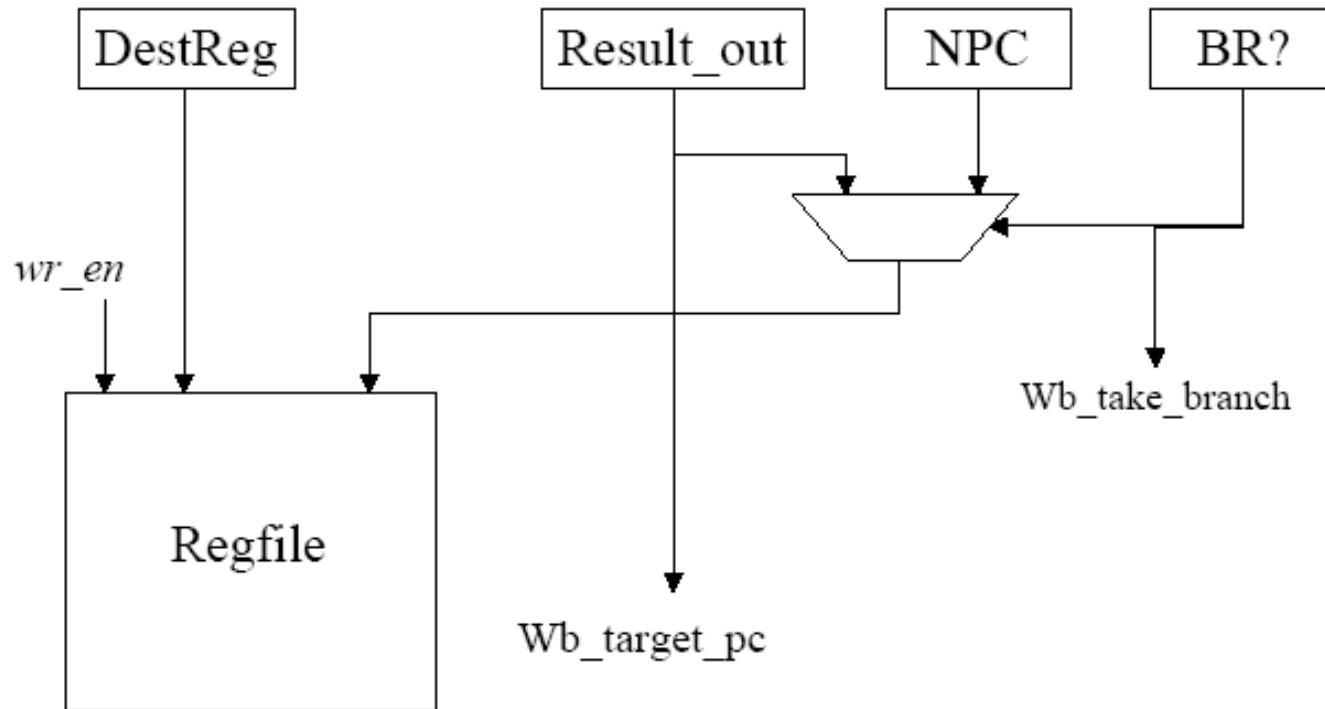 DestReg
Result_out
NPC
BR?
wr_en
Wb_take_branch
Regfile
Wb_target_pc